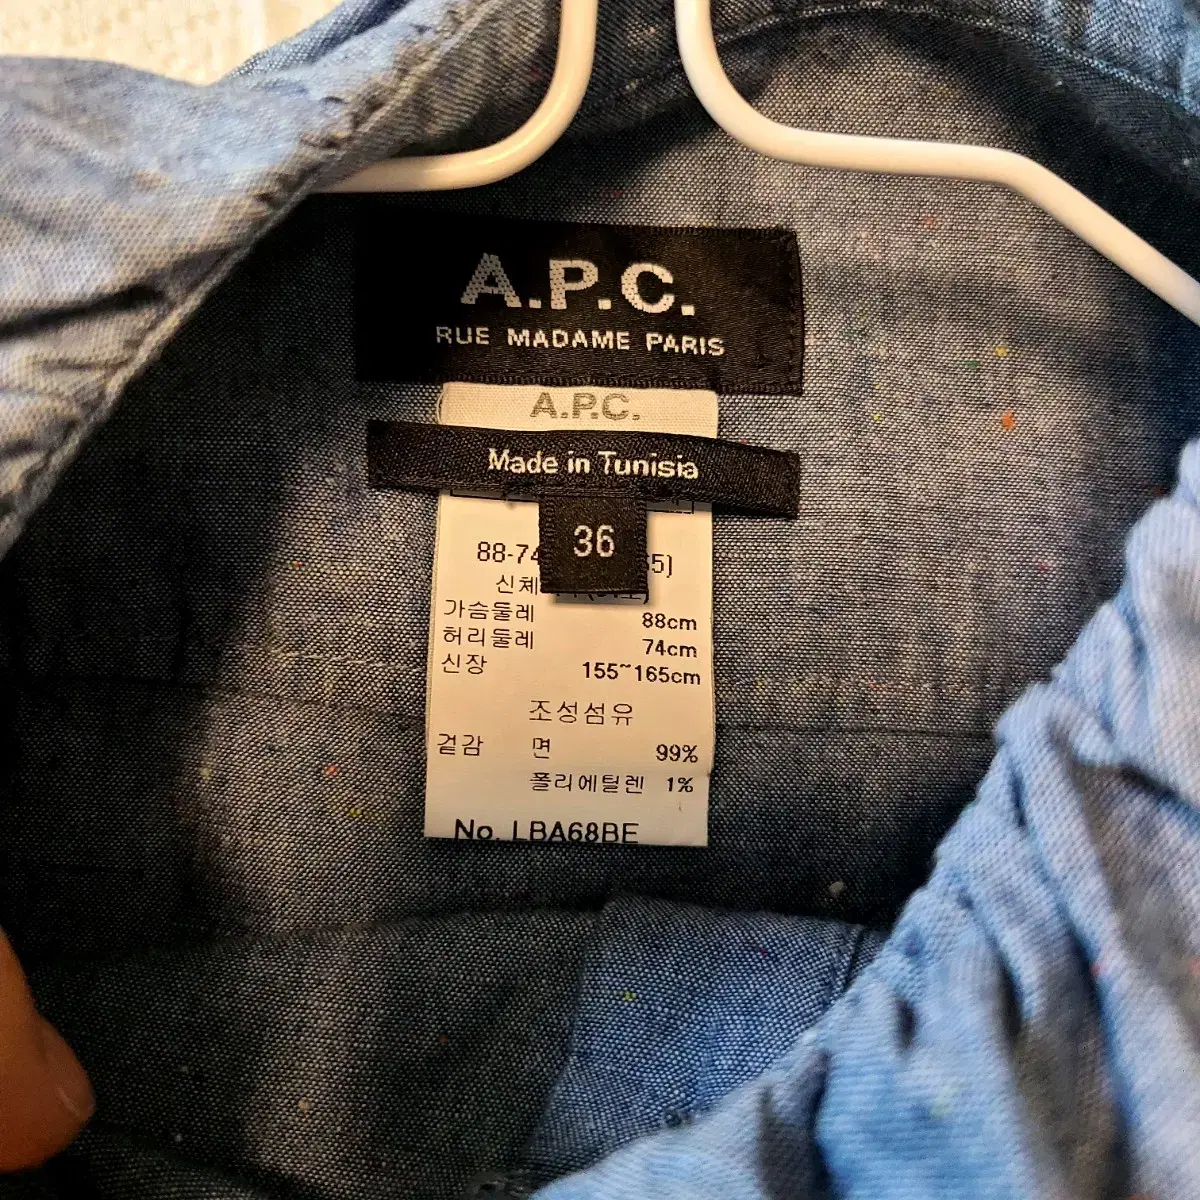 A.P.C.
RUE MADAME PARIS
A.P.C.
Made in Tunisia
36
신체
가슴둘레 88cm
허리둘레 74cm
신장 155~165cm
조성섬유
겉감 면 99%
폴리에틸렌 1%
No. LBA68BE